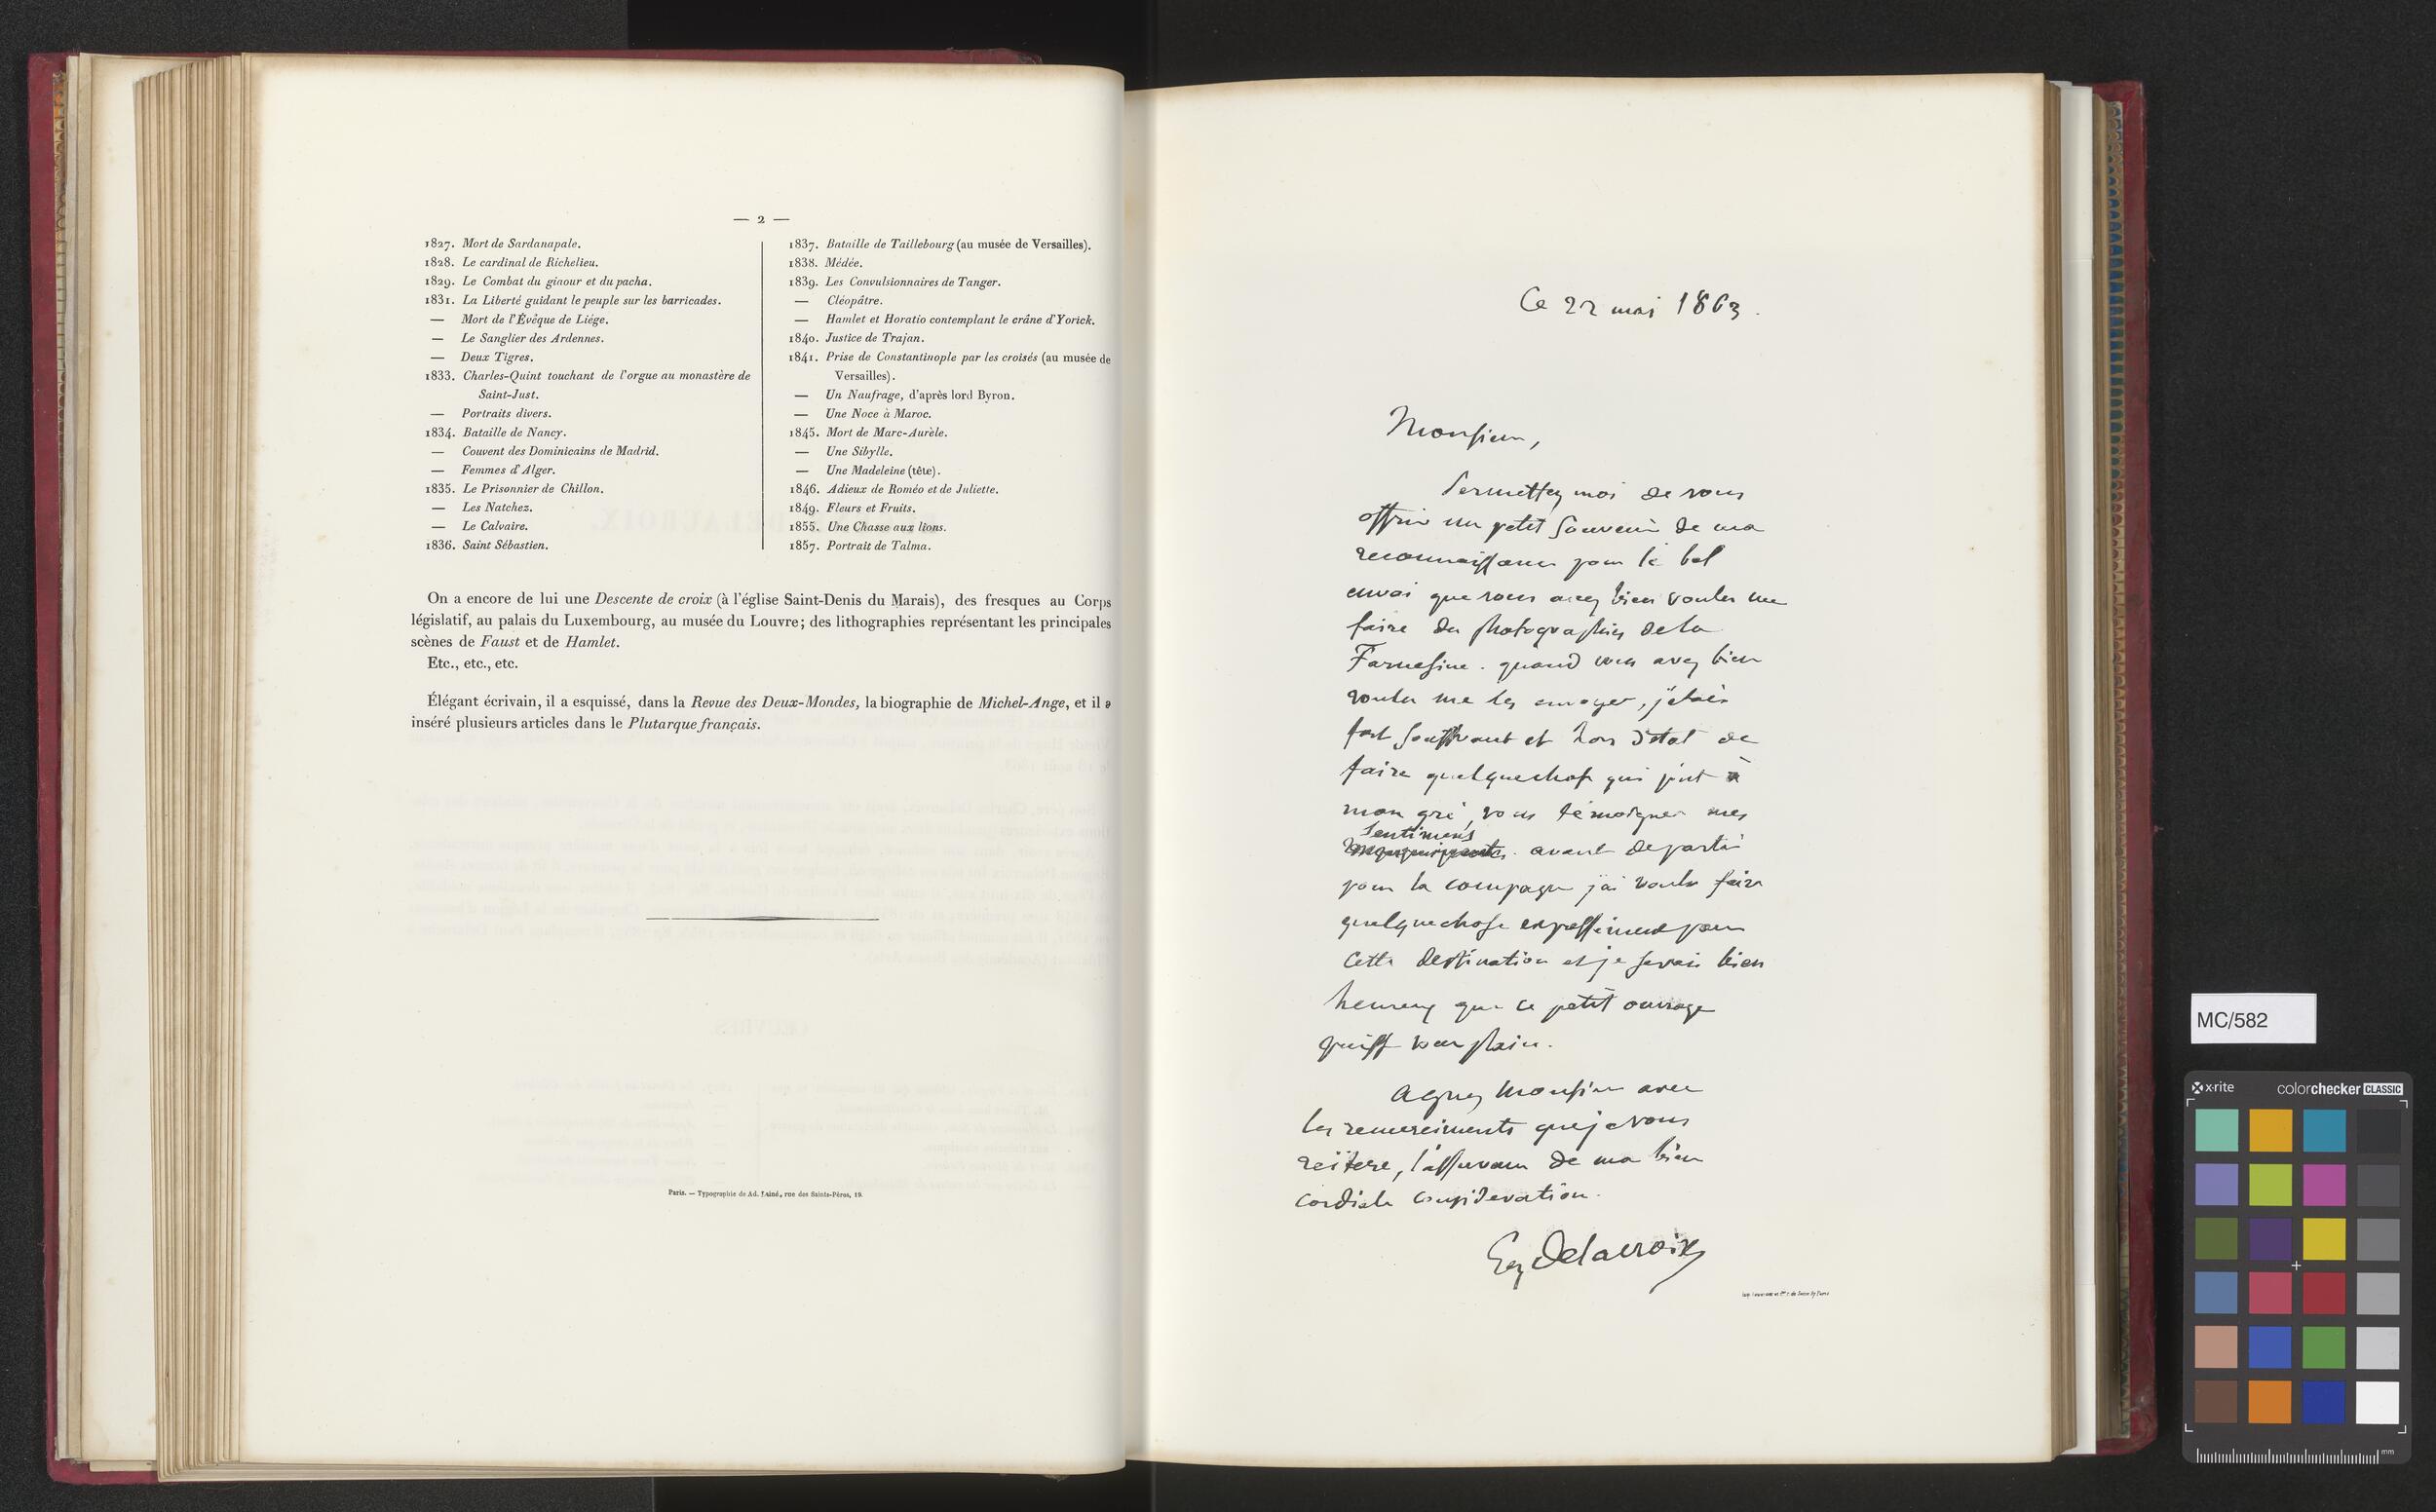 — 2 —
1827. Mort de Sardanapale.
1828. Le cardinal de Richelieu.
1829. Le Combat du giaour et du pacha.
1831. La Liberté guidant le peuple sur les barricades.
— Mort de l'Évêque de Liége.
— Le Sanglier des Ardennes.
— Deux Tigres.
1833. Charles-Quint touchant de l'orgue au monastère de
Saint-Just.
— Portraits divers.
1834. Bataille de Nancy.
— Couvent des Dominicains de Madrid.
— Femmes d'Alger.
1835. Le Prisonnier de Chillon.
— Les Natchez.
— Le Calvaire.
1836. Saint Sébastien.
1837. Bataille de Taillebourg (au musée de Versailles).
1838. Médée.
1839. Les Convulsionnaires de Tanger.
— Cléopâtre.
— Hamlet et Horatio contemplant le crâne d'Yorick.
1840. Justice de Trajan.
1841. Prise de Constantinople par les croisés (au musée de
Versailles).
— Un Naufrage, d'après lord Byron.
— Une Noce à Maroc.
1845. Mort de Marc-Aurèle.
— Une Sibylle.
— Une Madeleine (tête).
1846. Adieux de Roméo et de Juliette.
1849. Fleurs et Fruits.
1855. Une Chasse aux lions.
1857. Portrait de Talma.
On a encore de lui une Descente de croix (à l'église Saint-Denis du Marais), des fresques au Corps
législatif, au palais du Luxembourg, au musée du Louvre; des lithographies représentant les principales
scènes de Faust et de Hamlet.
Etc., etc., etc.
Élégant écrivain, il a esquissé, dans la Revue des Deux-Mondes, la biographie de Michel-Ange, et il a
inséré plusieurs articles dans le Plutarque français.
Paris. — Typographie de Ad. Lainé, rue des Saints-Pères, 19.
Ce 22 mai 1863.
Monsieur,
Permettez moi de vous
offrir un petit souvenir de ma
reconnaissance pour le bel
envoi que vous avez bien voulu me
faire des photographies de la
Farnesine. quand vous avez bien
voulu me les envoyer, j'étais
fort souffrant et hors d'état de
faire quelquechose qui pût à
mon gré, vous témoigner mes
sentimens
avant de partir
pour la campagne j'ai voulu faire
quelquechose expressément pour
cette destination et je serais bien
heureux que ce petit ouvrage
puisse vous plaire.
Agréez Monsieur avec
les remerciments que je vous
réïtere, l'assurance de ma bien
cordiale consideration.
Eug Delacroix
MC/582
x-rite
colorchecker CLASSIC
mm